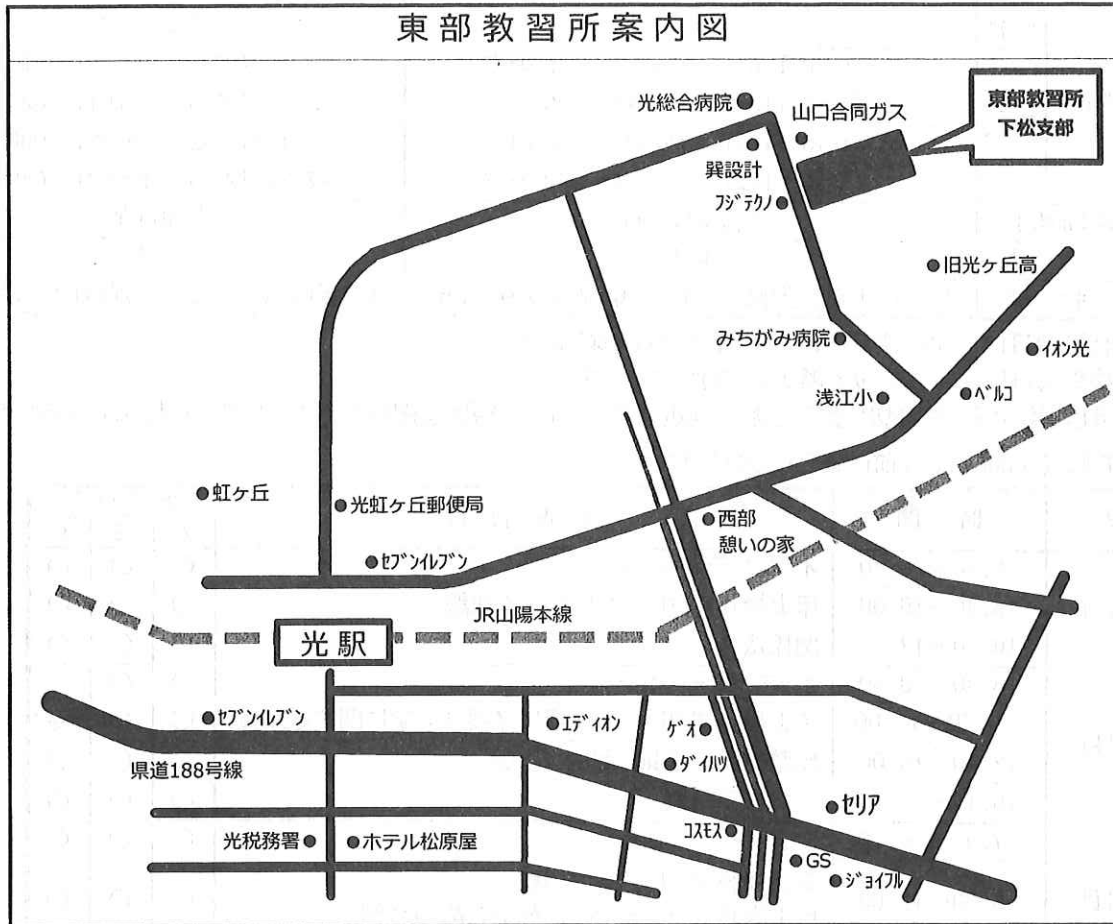 東部教習所案内図
光総合病院
山口合同ガス
東部教習所
下松支部
巽設計
ﾌｼﾞﾃｸﾉ
旧光ヶ丘高
みちがみ病院
ｲｵﾝ光
浅江小
ﾍﾞﾙｺ
虹ヶ丘
光虹ヶ丘郵便局
西部
憩いの家
ｾﾌﾞﾝｲﾚﾌﾞﾝ
JR山陽本線
光駅
ｾﾌﾞﾝｲﾚﾌﾞﾝ
ｴﾃﾞｨｵﾝ
ｹﾞｵ
県道188号線
ﾀﾞｲﾊﾂ
セリア
光税務署
ホテル松原屋
ｺｽﾓｽ
GS
ｼﾞｮｲﾌﾙ